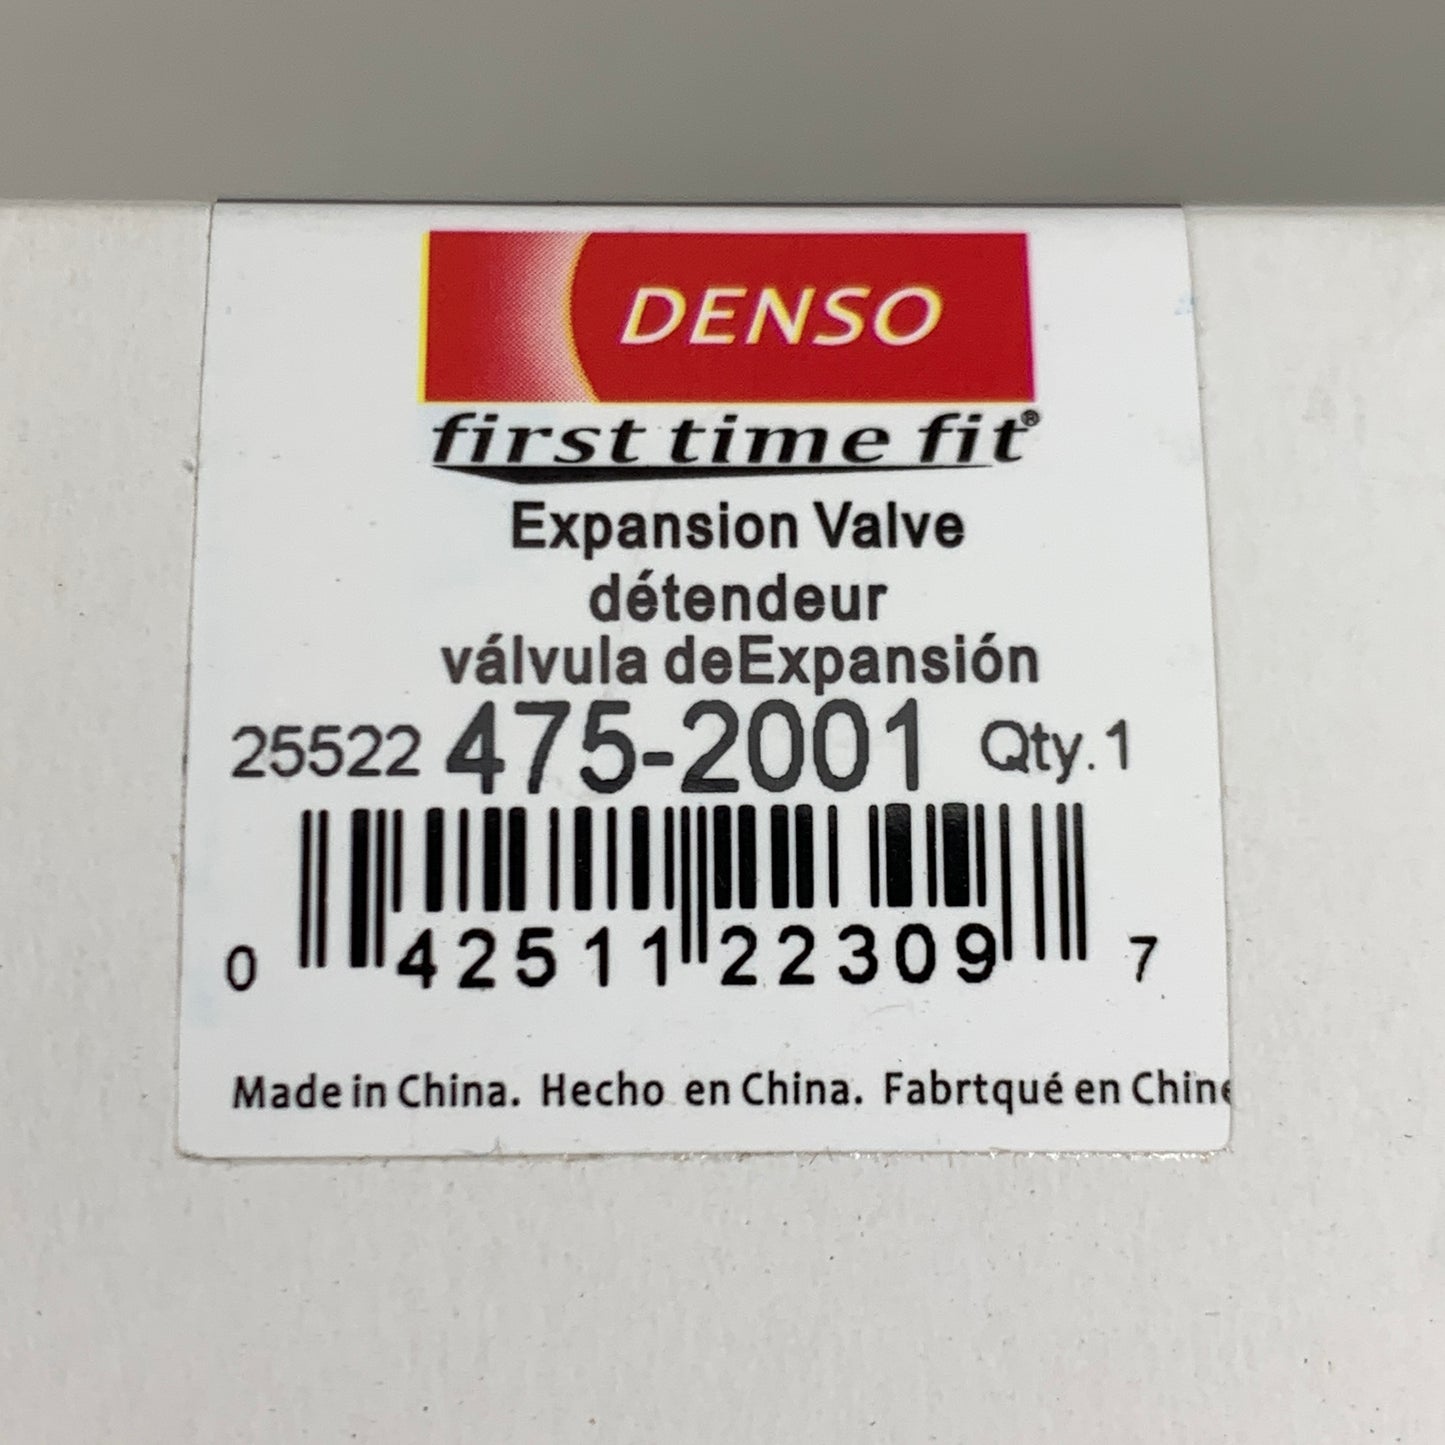 DENSO
first time fit®
Expansion Valve
détendeur
válvula deExpansión
25522 475-2001 Qty.1
0 42511 22309 7
Made in China. Hecho en China. Fabrtqué en Chine